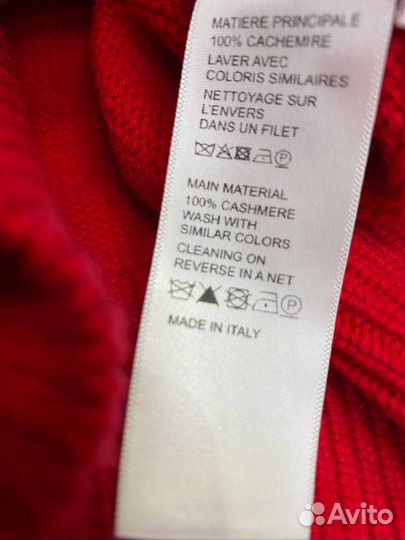 MATIÈRE PRINCIPALE
100% CACHEMIRE
LAVER AVEC
COLORIS SIMILAIRES
NETTOYAGE SUR
L'ENVERS
DANS UN FILET
MAIN MATERIAL
100% CASHMERE
WASH WITH
SIMILAR COLORS
CLEANING ON
REVERSE IN A NET
MADE IN ITALY
Avito